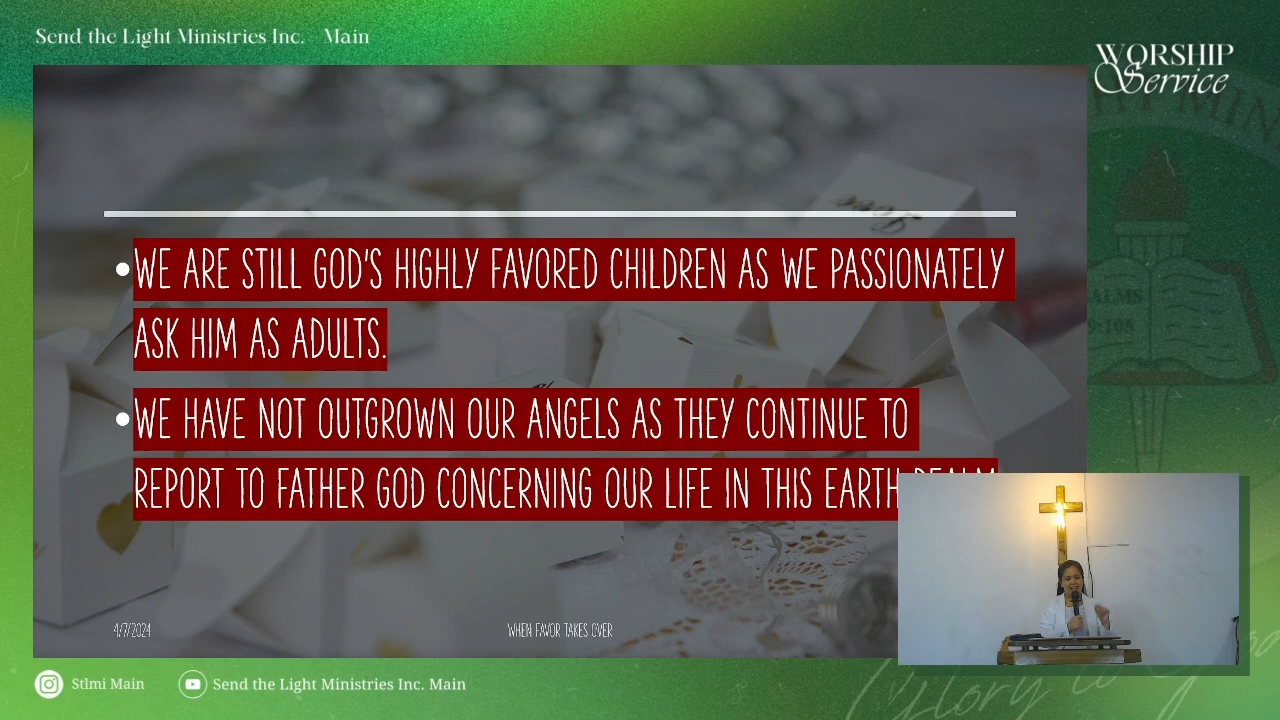 Send the Light Ministries Inc. Main
WORSHIP
Service
Love
• WE ARE STILL GOD'S HIGHLY FAVORED CHILDREN AS WE PASSIONATELY
ASK HIM AS ADULTS.
• WE HAVE NOT OUTGROWN OUR ANGELS AS THEY CONTINUE TO
REPORT TO FATHER GOD CONCERNING OUR LIFE IN THIS EARTH REALM
4/7/2024
WHEN FAVOR TAKES OVER
Stlmi Main
Send the Light Ministries Inc. Main